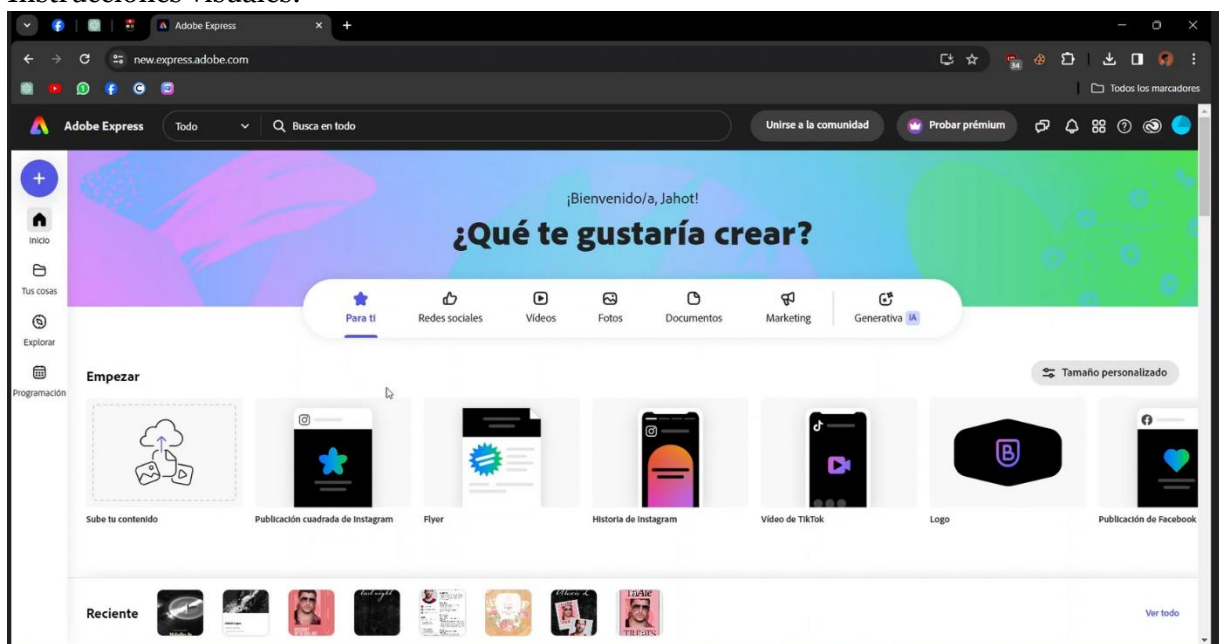 Instrucciones visuales:
Adobe Express
new.express.adobe.com
34
Todos los marcadores
Adobe Express
Todo
Busca en todo
Unirse a la comunidad
Probar prémium
¡Bienvenido/a, Jahot!
¿Qué te gustaría crear?
Inicio
Tus cosas
Explorar
Programación
Para ti
Redes sociales
Vídeos
Fotos
Documentos
Marketing
Generativa IA
Empezar
Tamaño personalizado
B
Sube tu contenido
Publicación cuadrada de Instagram
Flyer
Historia de Instagram
Vídeo de TikTok
Logo
Publicación de Facebook
Reciente
Ver todo